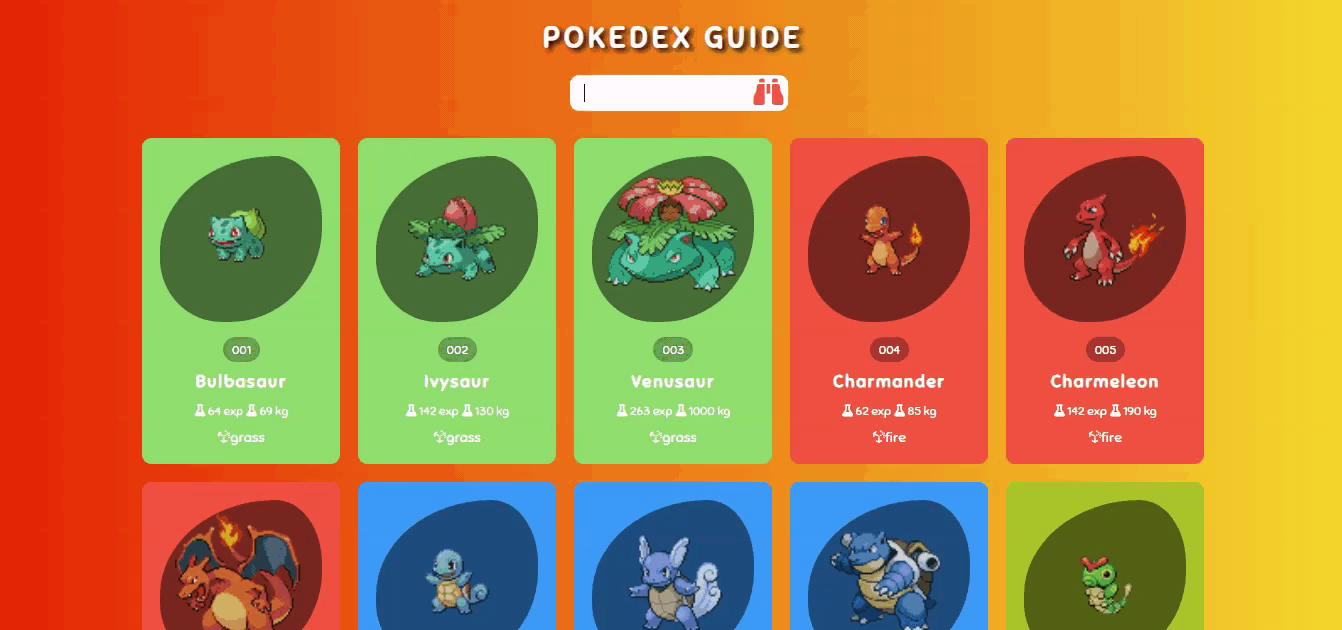 POKEDEX GUIDE
001 002 003 004 005
Bulbasaur Ivysaur Venusaur Charmander Charmeleon
64 exp 69 kg 142 exp 130 kg 263 exp 1000 kg 62 exp 85 kg 142 exp 190 kg
grass grass grass fire fire